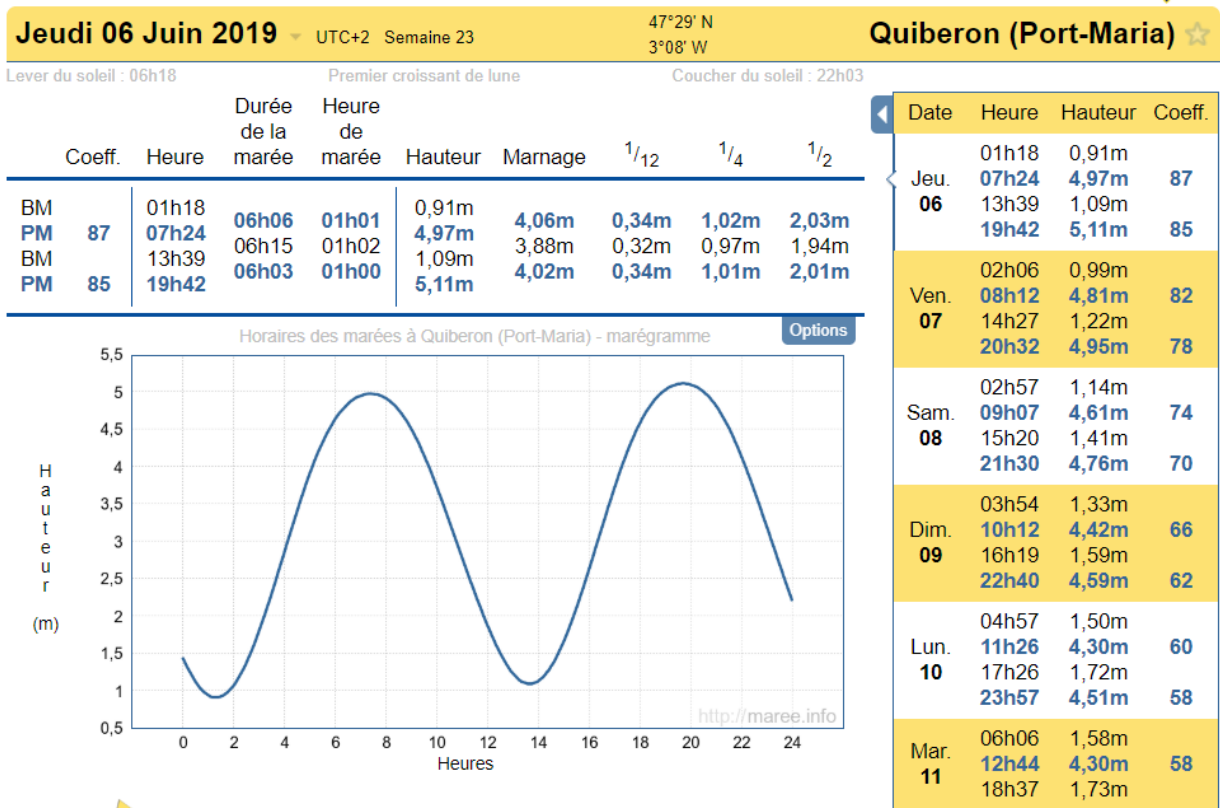 Jeudi 06 Juin 2019 UTC+2 Semaine 23 47°29' N Quiberon (Port-Maria)
3°08' W
Lever du soleil : 06h18 Premier croissant de lune Coucher du soleil : 22h03
Durée Heure
de la de
Coeff. Heure marée marée Hauteur Marnage 1/12 1/4 1/2
BM 01h18 0,91m
06h06 01h01 4,06m 0,34m 1,02m 2,03m
PM 87 07h24 4,97m
06h15 01h02 3,88m 0,32m 0,97m 1,94m
BM 13h39 1,09m
06h03 01h00 4,02m 0,34m 1,01m 2,01m
PM 85 19h42 5,11m
Horaires des marées à Quiberon (Port-Maria) - marégramme Options
5,5
5
4,5
4
3,5
3
2,5
2
1,5
1
0,5
Hauteur
(m)
http://maree.info
0 2 4 6 8 10 12 14 16 18 20 22 24
Heures
Date Heure Hauteur Coeff.
01h18 0,91m
Jeu. 07h24 4,97m 87
06 13h39 1,09m
19h42 5,11m 85
02h06 0,99m
Ven. 08h12 4,81m 82
07 14h27 1,22m
20h32 4,95m 78
02h57 1,14m
Sam. 09h07 4,61m 74
08 15h20 1,41m
21h30 4,76m 70
03h54 1,33m
Dim. 10h12 4,42m 66
09 16h19 1,59m
22h40 4,59m 62
04h57 1,50m
Lun. 11h26 4,30m 60
10 17h26 1,72m
23h57 4,51m 58
06h06 1,58m
Mar. 12h44 4,30m 58
11 18h37 1,73m